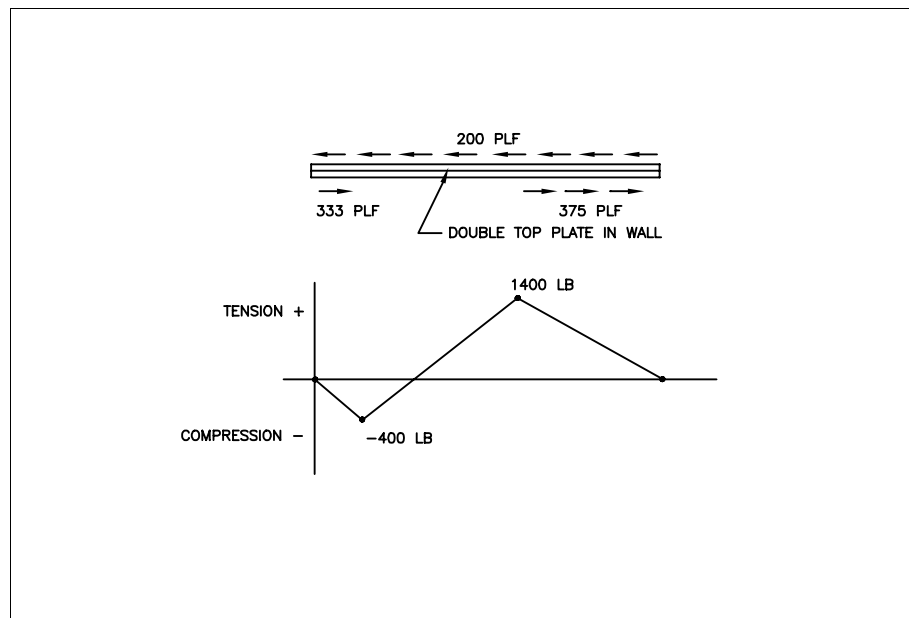 200 PLF
333 PLF
375 PLF
DOUBLE TOP PLATE IN WALL
1400 LB
TENSION +
COMPRESSION -
-400 LB